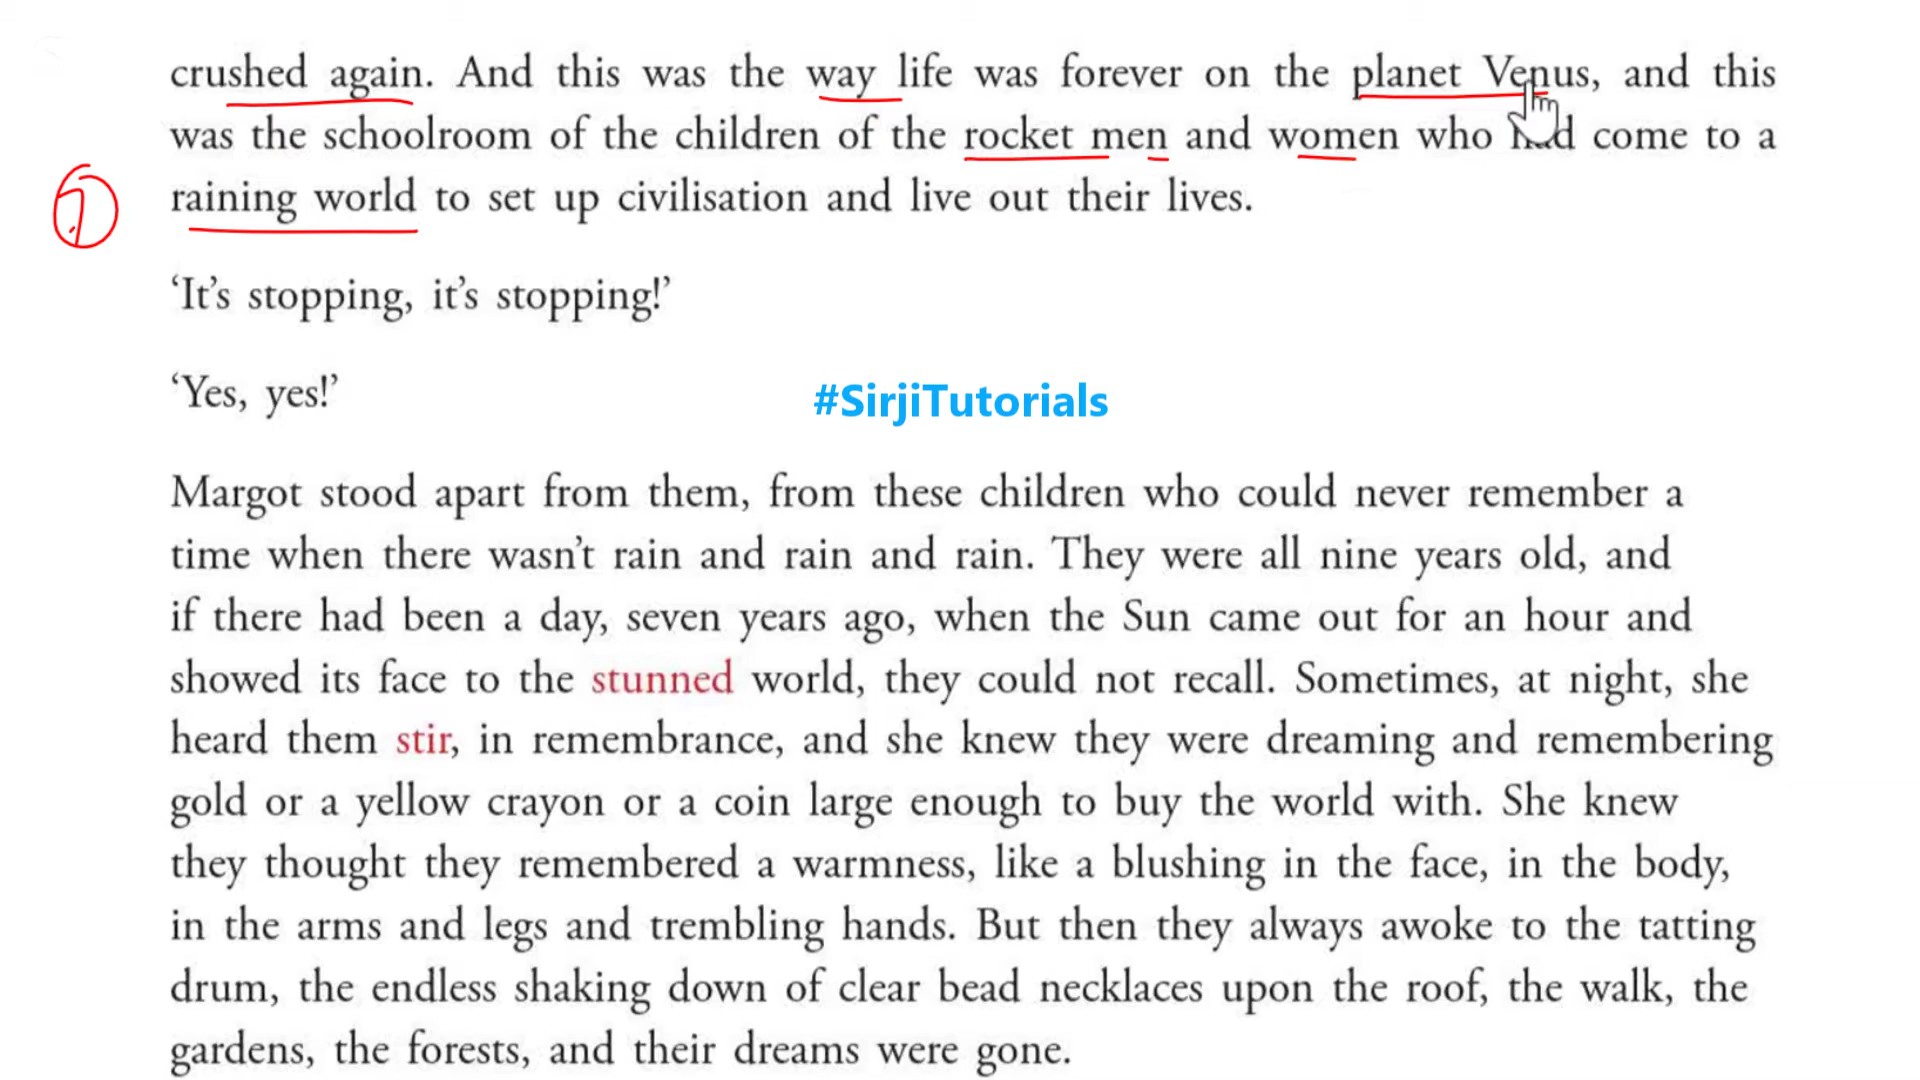 crushed again. And this was the way life was forever on the planet Venus, and this
was the schoolroom of the children of the rocket men and women who had come to a
raining world to set up civilisation and live out their lives.
‘It’s stopping, it’s stopping!’
‘Yes, yes!’
#SirjiTutorials
Margot stood apart from them, from these children who could never remember a
time when there wasn’t rain and rain and rain. They were all nine years old, and
if there had been a day, seven years ago, when the Sun came out for an hour and
showed its face to the stunned world, they could not recall. Sometimes, at night, she
heard them stir, in remembrance, and she knew they were dreaming and remembering
gold or a yellow crayon or a coin large enough to buy the world with. She knew
they thought they remembered a warmness, like a blushing in the face, in the body,
in the arms and legs and trembling hands. But then they always awoke to the tatting
drum, the endless shaking down of clear bead necklaces upon the roof, the walk, the
gardens, the forests, and their dreams were gone.